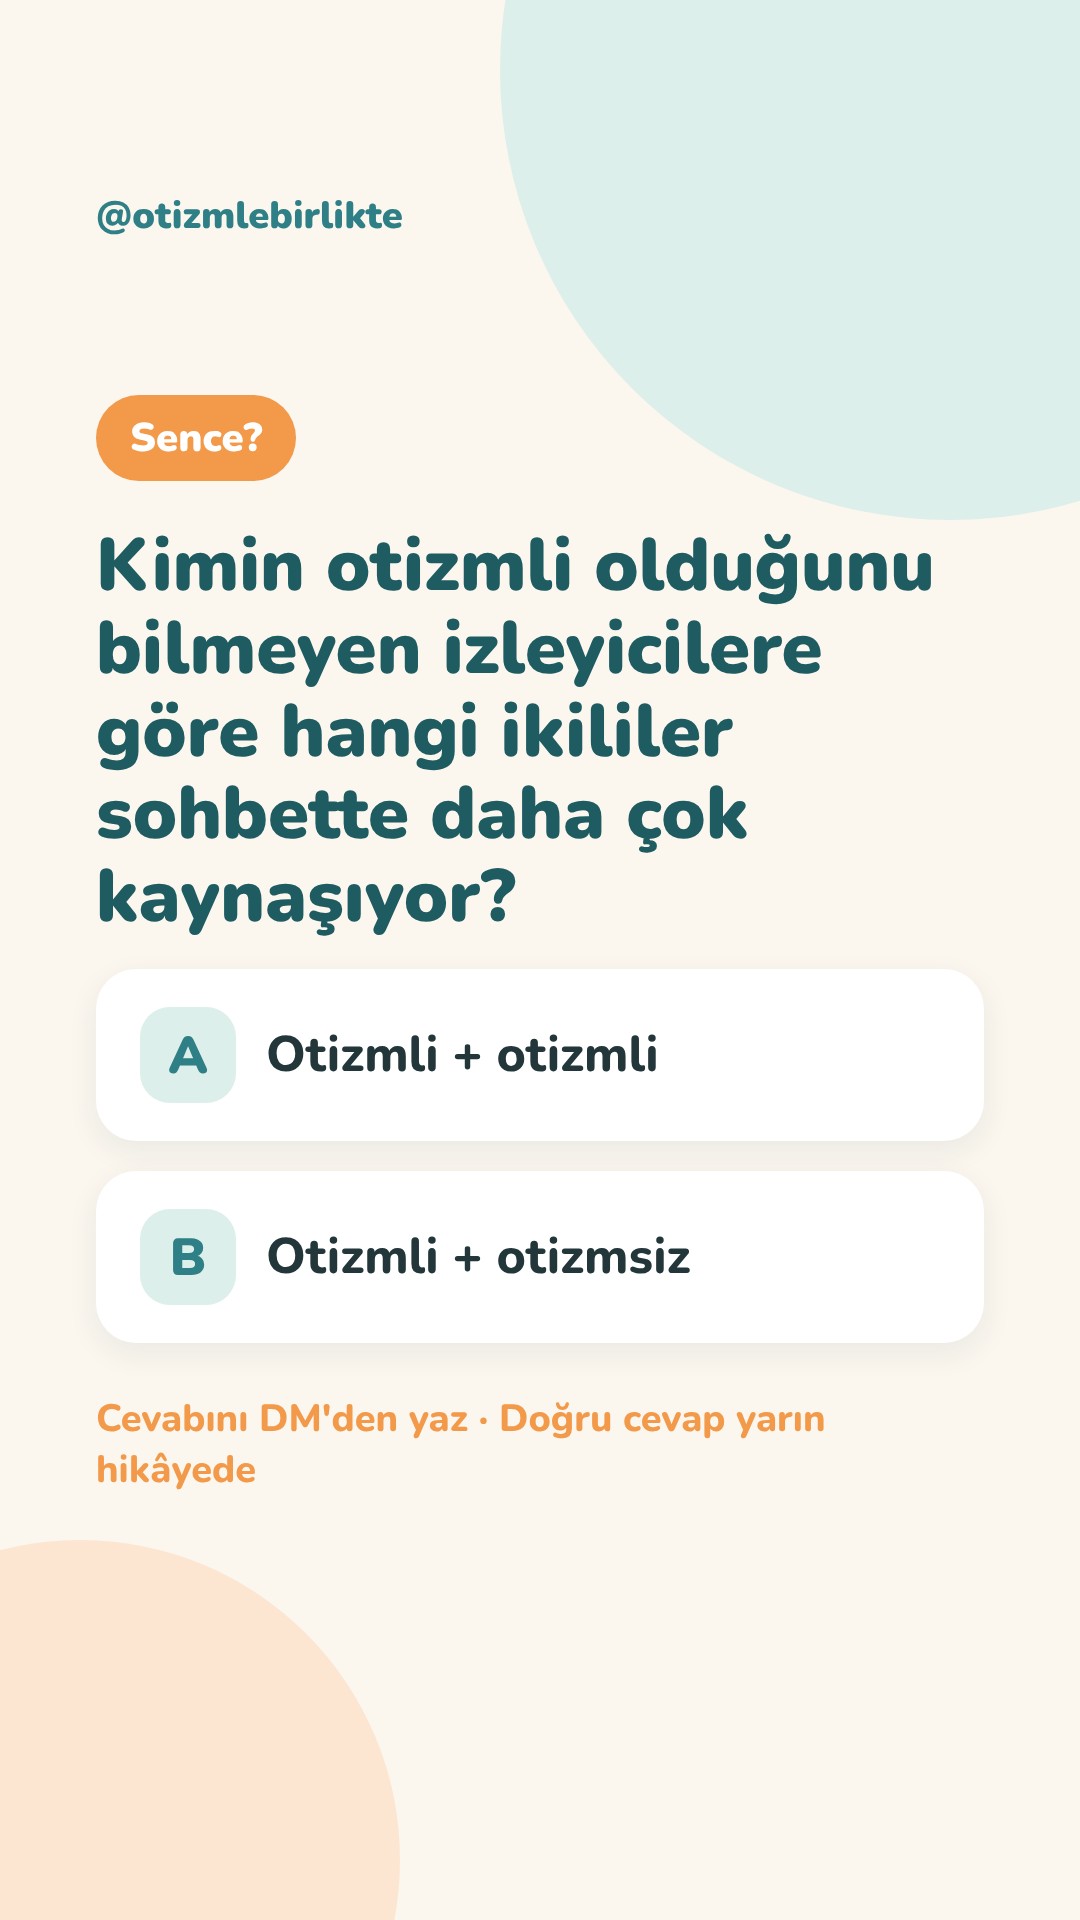 @otizmlebirlikte
Sence?
Kimin otizmli olduğunu
bilmeyen izleyicilere
göre hangi ikililer
sohbette daha çok
kaynaşıyor?
A Otizmli + otizmli
B Otizmli + otizmsiz
Cevabını DM'den yaz · Doğru cevap yarın
hikâyede